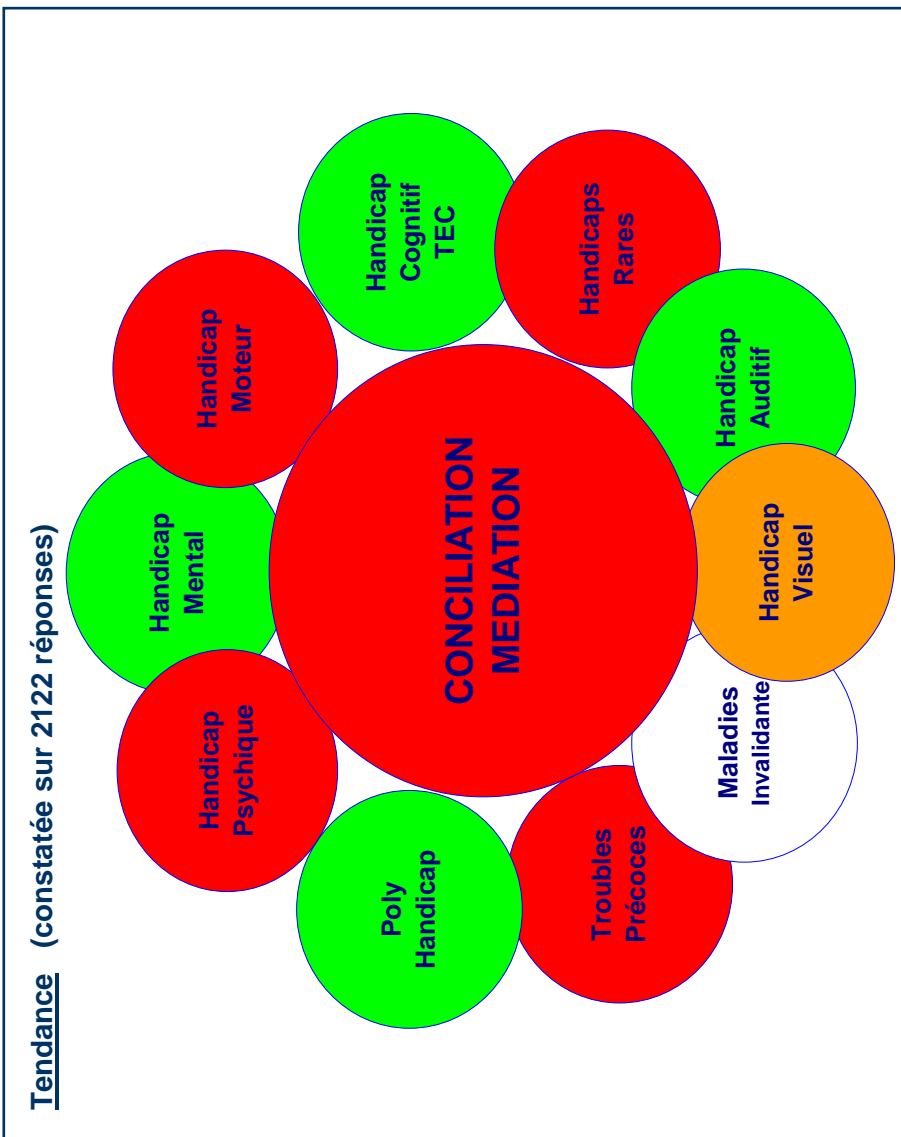 Tendance (constatée sur 2122 réponses)
Handicap
Mental
Handicap
Moteur
Handicap
Cognitif
TEC
Handicaps
Rares
Handicap
Auditif
Handicap
Visuel
Maladies
Invalidante
Troubles
Précoces
Poly
Handicap
Handicap
Psychique
CONCILIATION
MEDIATION